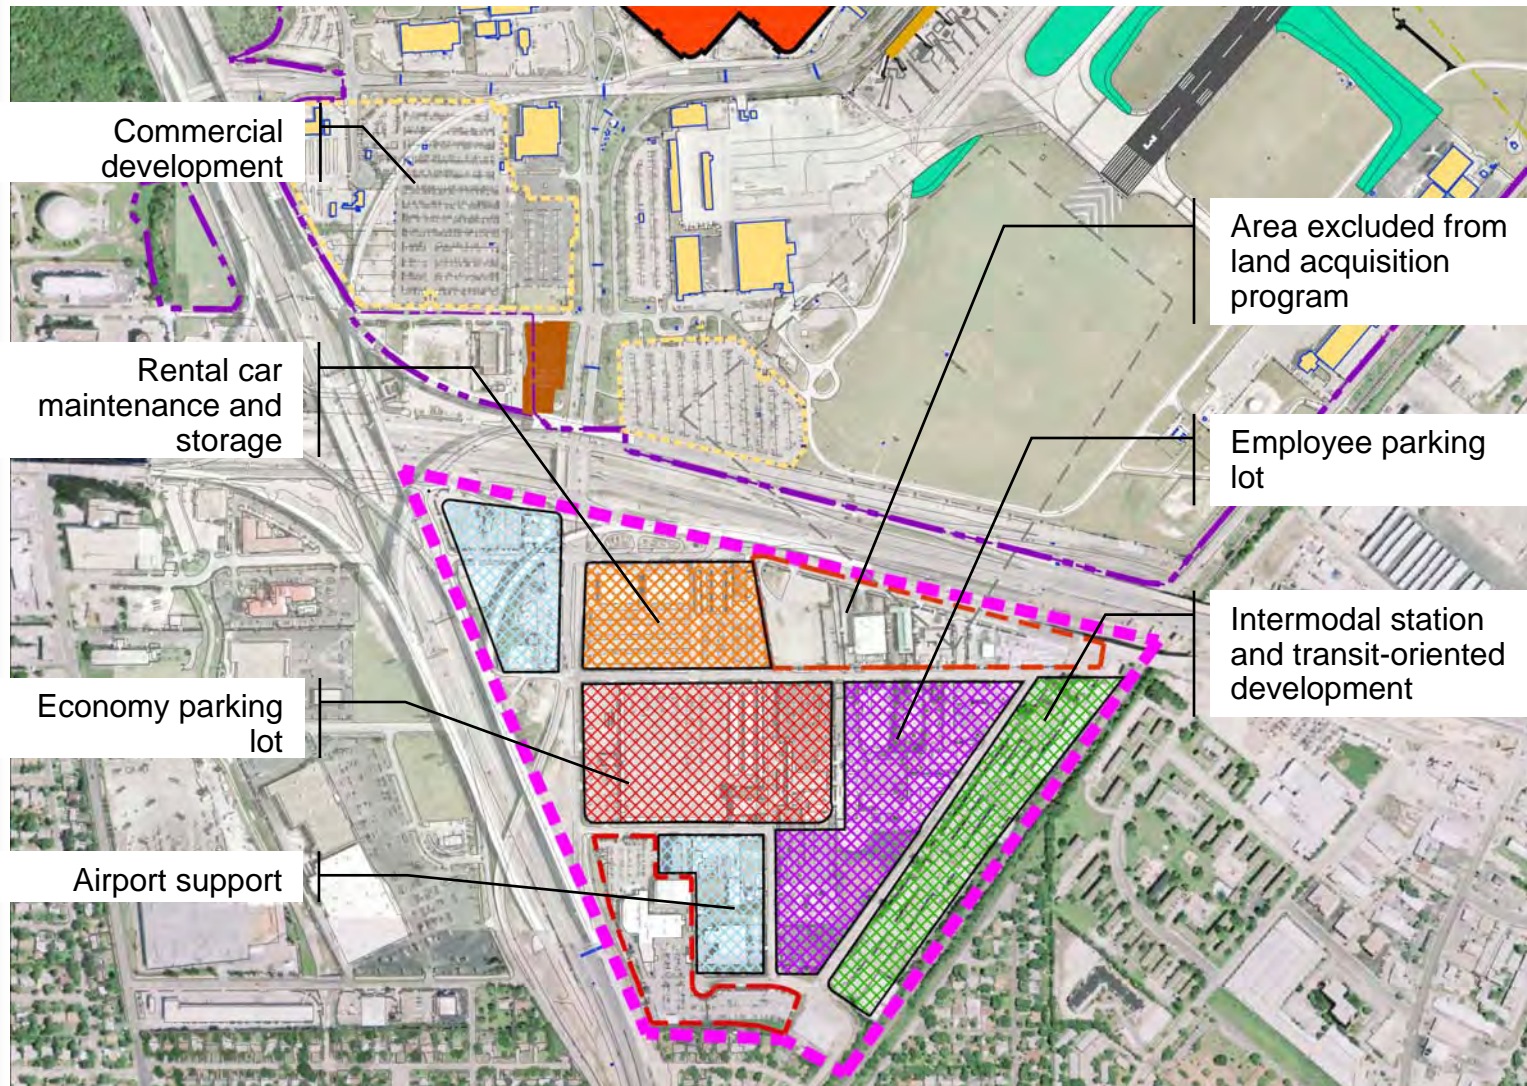 Commercial
development
Rental car
maintenance and
storage
Economy parking
lot
Airport support
3
Area excluded from
land acquisition
program
Employee parking
lot
Intermodal station
and transit-oriented
development